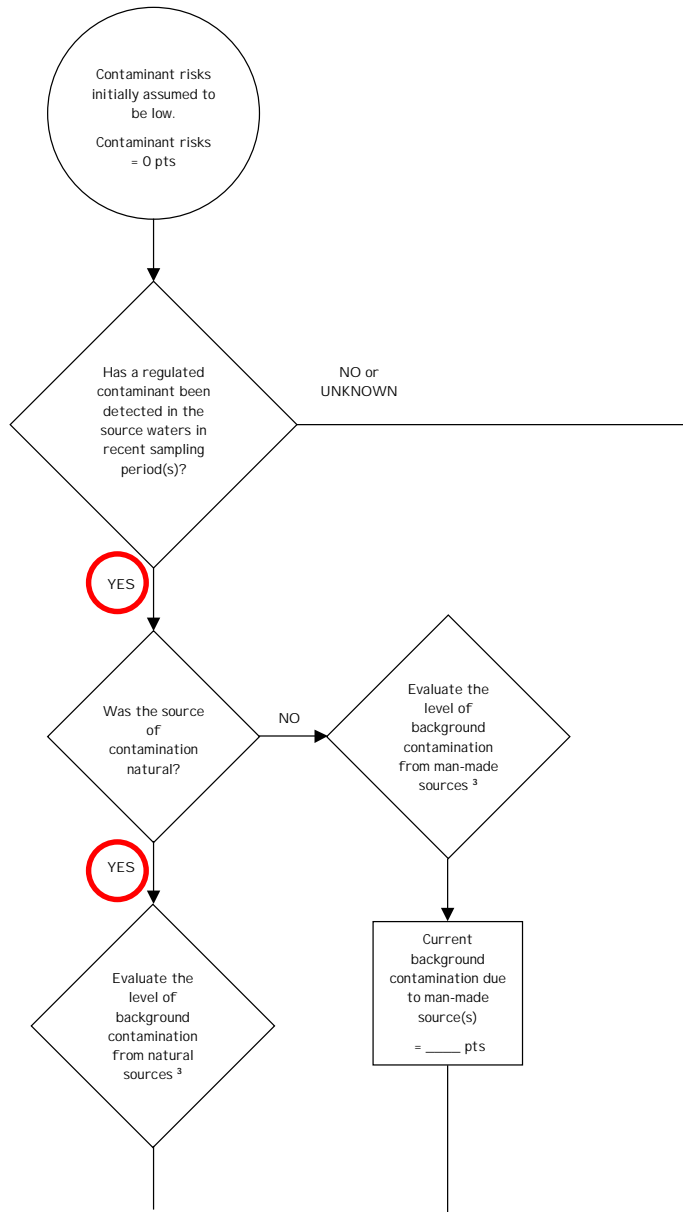 Contaminant risks
initially assumed to
be low.
Contaminant risks
= 0 pts
Has a regulated
contaminant been
detected in the
source waters in
recent sampling
period(s)?
NO or
UNKNOWN
YES
Was the source
of
contamination
natural?
NO
Evaluate the
level of
background
contamination
from man-made
sources ³
YES
Evaluate the
level of
background
contamination
from natural
sources ³
Current
background
contamination due
to man-made
source(s)
= _____ pts